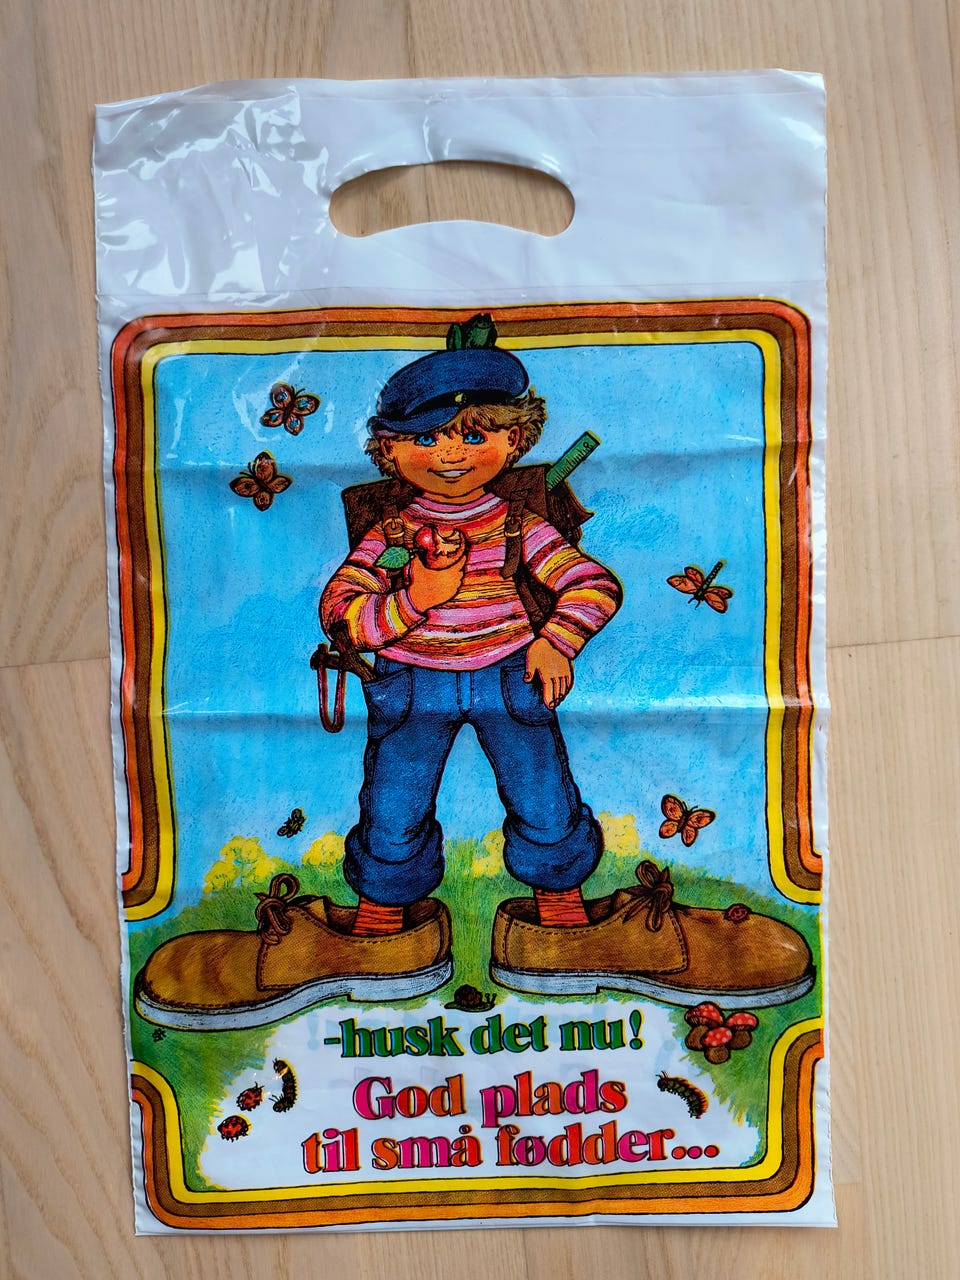 -husk det nu!
God plads
til små fødder...